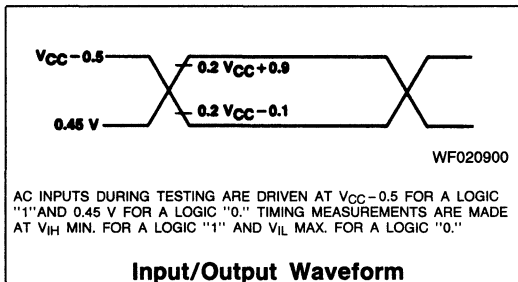 VCC−0.5
0.2 VCC+0.9
0.2 VCC−0.1
0.45 V
WF020900
AC INPUTS DURING TESTING ARE DRIVEN AT VCC−0.5 FOR A LOGIC
"1"AND 0.45 V FOR A LOGIC "0." TIMING MEASUREMENTS ARE MADE
AT VIH MIN. FOR A LOGIC "1" AND VIL MAX. FOR A LOGIC "0."
Input/Output Waveform